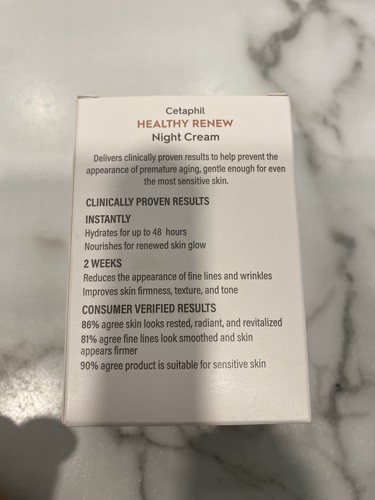 Cetaphil
HEALTHY RENEW
Night Cream
Delivers clinically proven results to help prevent the
appearance of premature aging, gentle enough for even
the most sensitive skin.
CLINICALLY PROVEN RESULTS
INSTANTLY
Hydrates for up to 48 hours
Nourishes for renewed skin glow
2 WEEKS
Reduces the appearance of fine lines and wrinkles
Improves skin firmness, texture, and tone
CONSUMER VERIFIED RESULTS
86% agree skin looks rested, radiant, and revitalized
81% agree fine lines look smoothed and skin
appears firmer
90% agree product is suitable for sensitive skin